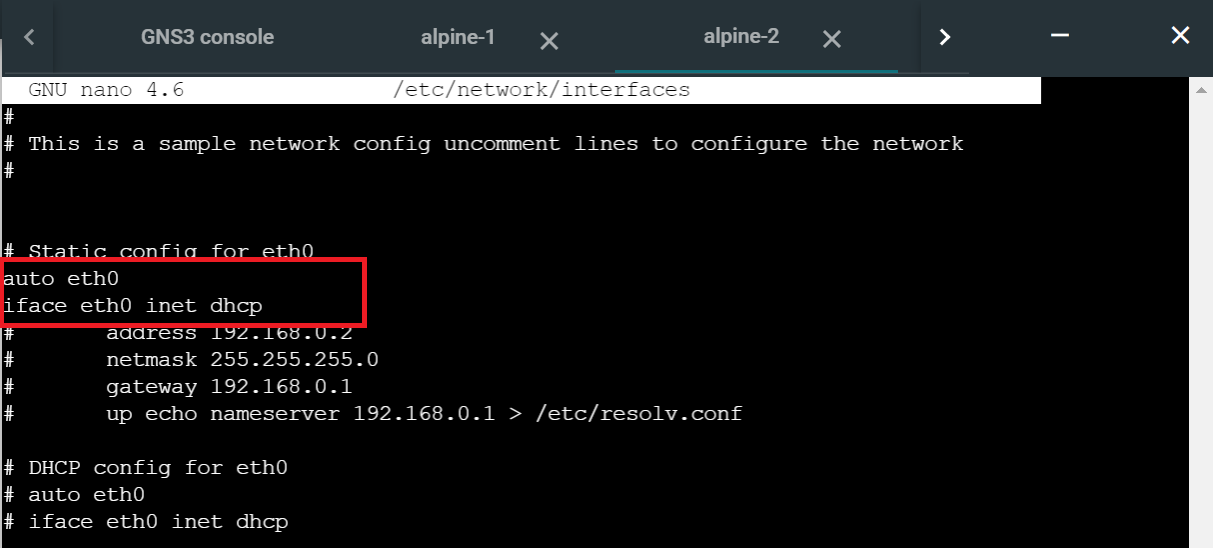 GNS3 console alpine-1 alpine-2
GNU nano 4.6 /etc/network/interfaces
#
# This is a sample network config uncomment lines to configure the network
#
# Static config for eth0
auto eth0
iface eth0 inet dhcp
# address 192.168.0.2
# netmask 255.255.255.0
# gateway 192.168.0.1
# up echo nameserver 192.168.0.1 > /etc/resolv.conf
# DHCP config for eth0
# auto eth0
# iface eth0 inet dhcp